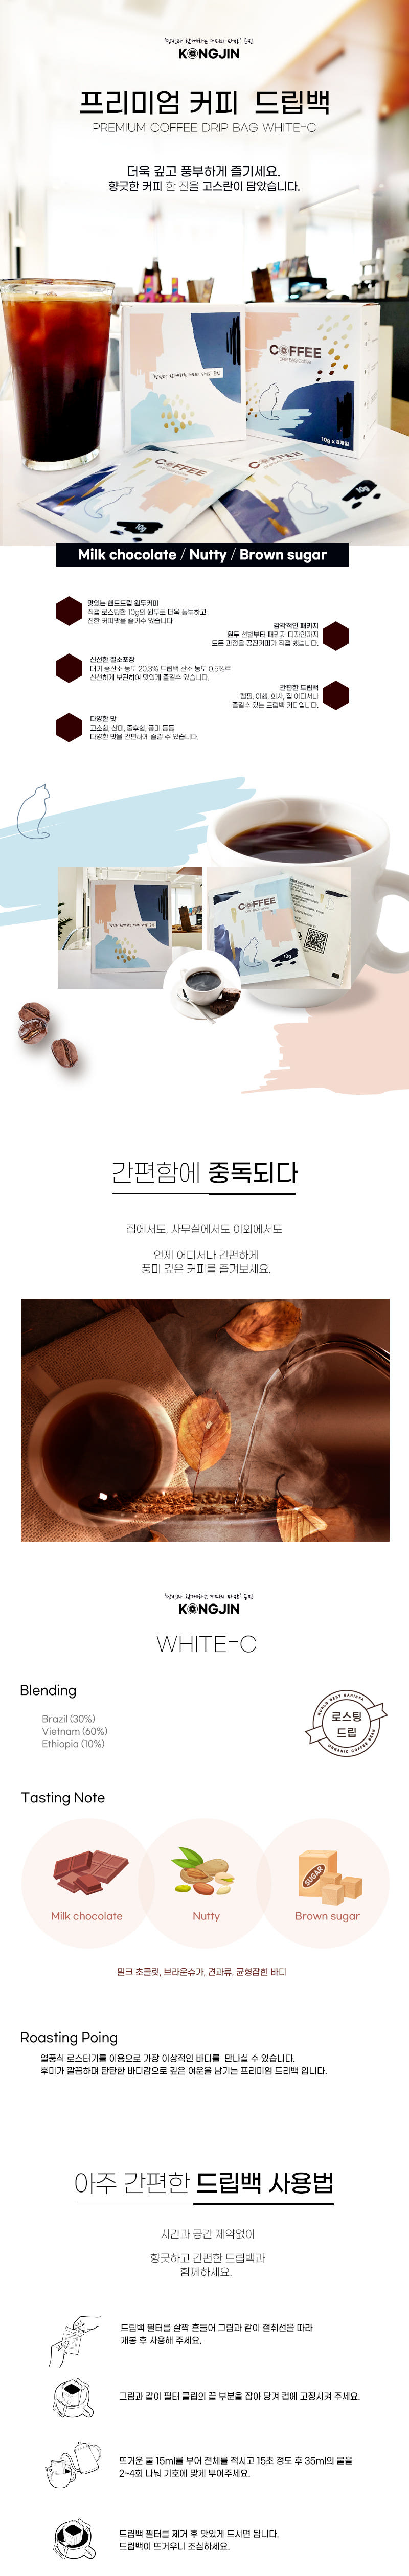 '당신과 함께하는 커피의 파랑' 콩진
KONGJIN
프리미엄 커피 드립백
PREMIUM COFFEE DRIP BAG WHITE-C
더욱 깊고 풍부하게 즐기세요.
향긋한 커피 한 잔을 고스란이 담았습니다.
COFFEE
10g x 8개입
COFFEE
COFFEE
Milk chocolate / Nutty / Brown sugar
맛있는 핸드드립 원두커피
직접 로스팅한 10g의 원두로 더욱 풍부하고
진한 커피맛을 즐기수 있습니다
감각적인 패키지
원두 선별부터 패키지 디자인까지
모든 과정을 콩진커피가 직접 했습니다.
신선한 질소포장
대기 중산소 농도 20.3% 드립백 산소 농도 0.5%로
신선하게 보관하여 맛있게 즐길수 있습니다.
간편한 드립백
캠핑, 여행, 회사, 집 어디서나
즐길수 있는 드립백 커피입니다.
다양한 맛
고소함, 산미, 중후함, 풍미 등등
다양한 맛을 간편하게 즐길 수 있습니다.
COFFEE
10g
간편함에 중독되다
집에서도, 사무실에서도 야외에서도
언제 어디서나 간편하게
풍미 깊은 커피를 즐겨보세요.
KONGJIN
WHITE-C
Blending
Brazil (30%)
Vietnam (60%)
Ethiopia (10%)
WORLD BEST BARISTA
로스팅
드립
ORGANIC COFFEE BEAN
Tasting Note
SUGAR
Milk chocolate
Nutty
Brown sugar
밀크 초콜릿, 브라운슈가, 견과류, 균형잡힌 바디
Roasting Poing
열풍식 로스터기를 이용으로 가장 이상적인 바디를 만나실 수 있습니다.
후미가 깔끔하며 탄탄한 바디감으로 깊은 여운을 남기는 프리미엄 드립백 입니다.
아주 간편한 드립백 사용법
시간과 공간 제약없이
향긋하고 간편한 드립백과
함께하세요.
드립백 필터를 살짝 흔들어 그림과 같이 절취선을 따라
개봉 후 사용해 주세요.
그림과 같이 필터 클립의 끝 부분을 잡아 당겨 컵에 고정시켜 주세요.
뜨거운 물 15ml를 부어 전체를 적시고 15초 정도 후 35ml의 물을
2~4회 나눠 기호에 맞게 부어주세요.
드립백 필터를 제거 후 맛있게 드시면 됩니다.
드립백이 뜨거우니 조심하세요.